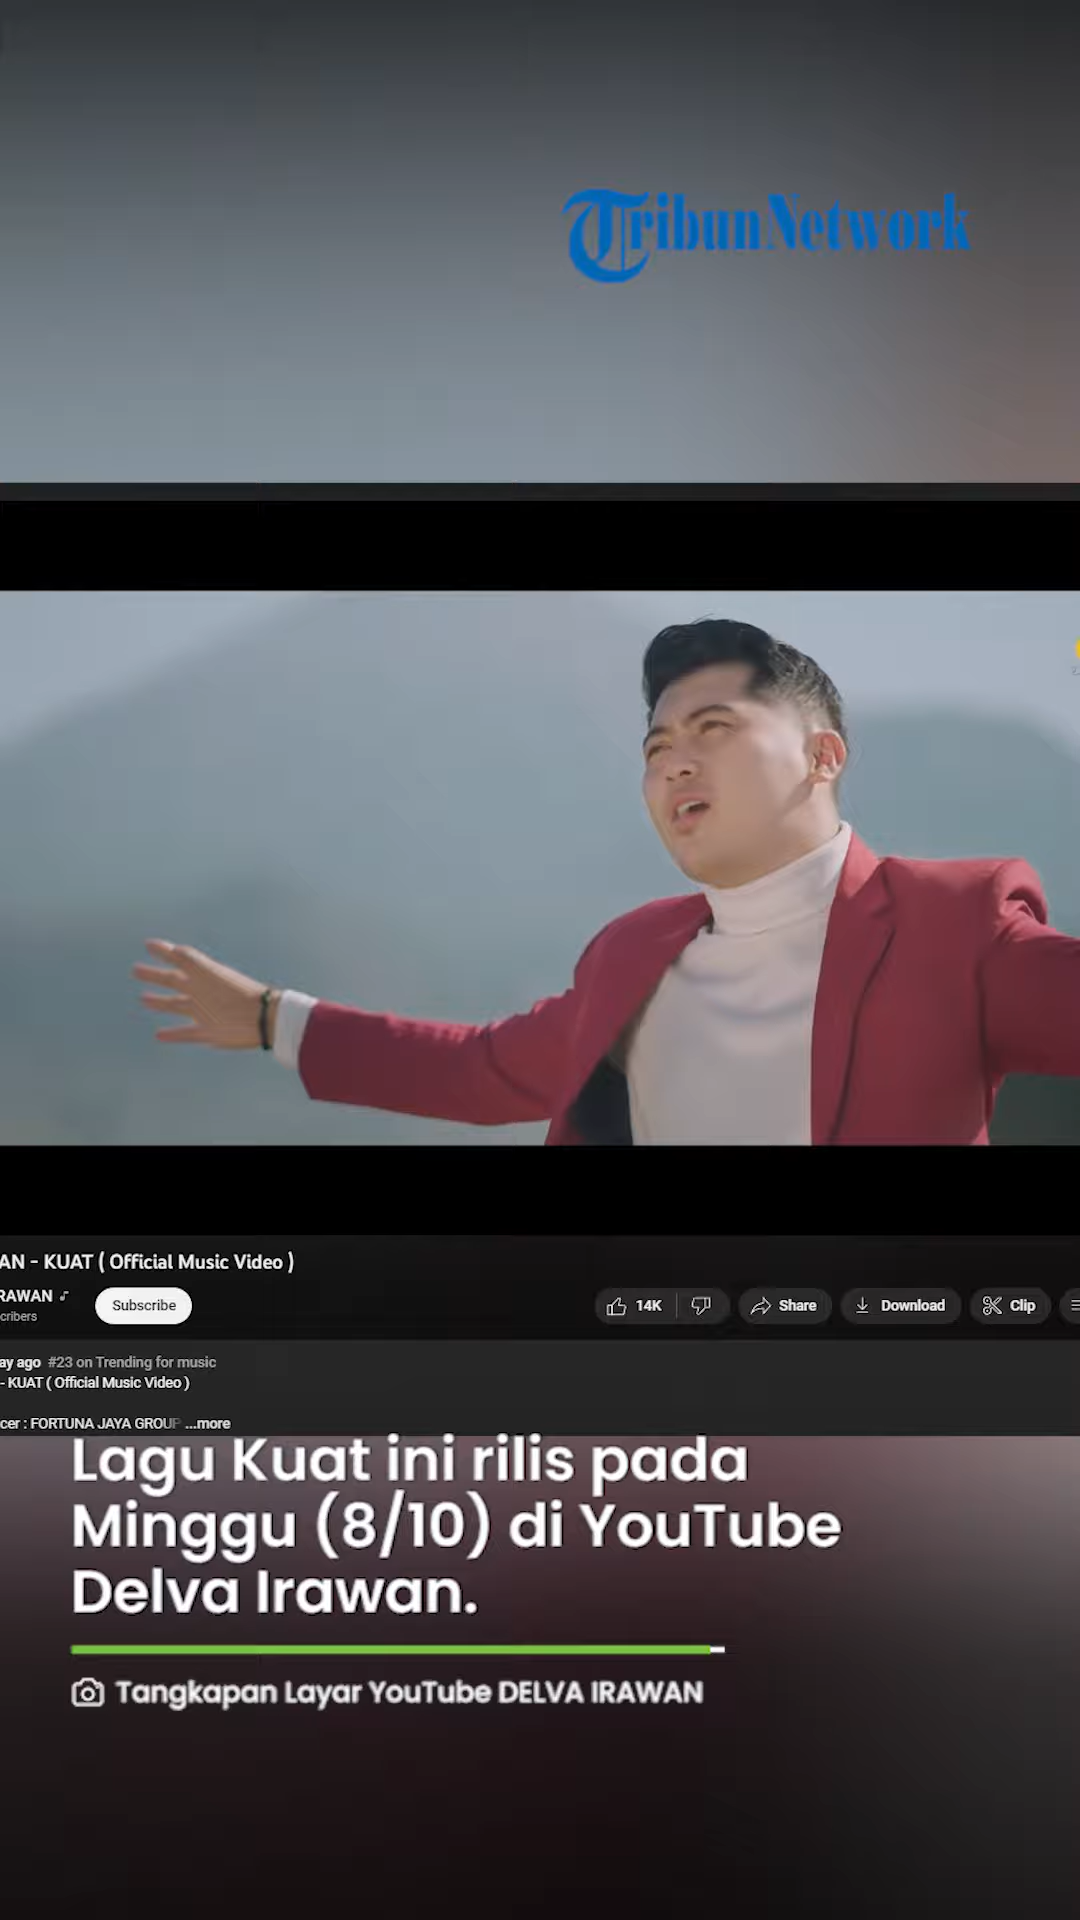 TribunNetwork
AN - KUAT ( Official Music Video )
RAWAN
cribers
Subscribe
14K
Share
Download
Clip
ay ago #23 on Trending for music
- KUAT ( Official Music Video )
cer : FORTUNA JAYA GROUP ...more
Lagu Kuat ini rilis pada
Minggu (8/10) di YouTube
Delva Irawan.
Tangkapan Layar YouTube DELVA IRAWAN